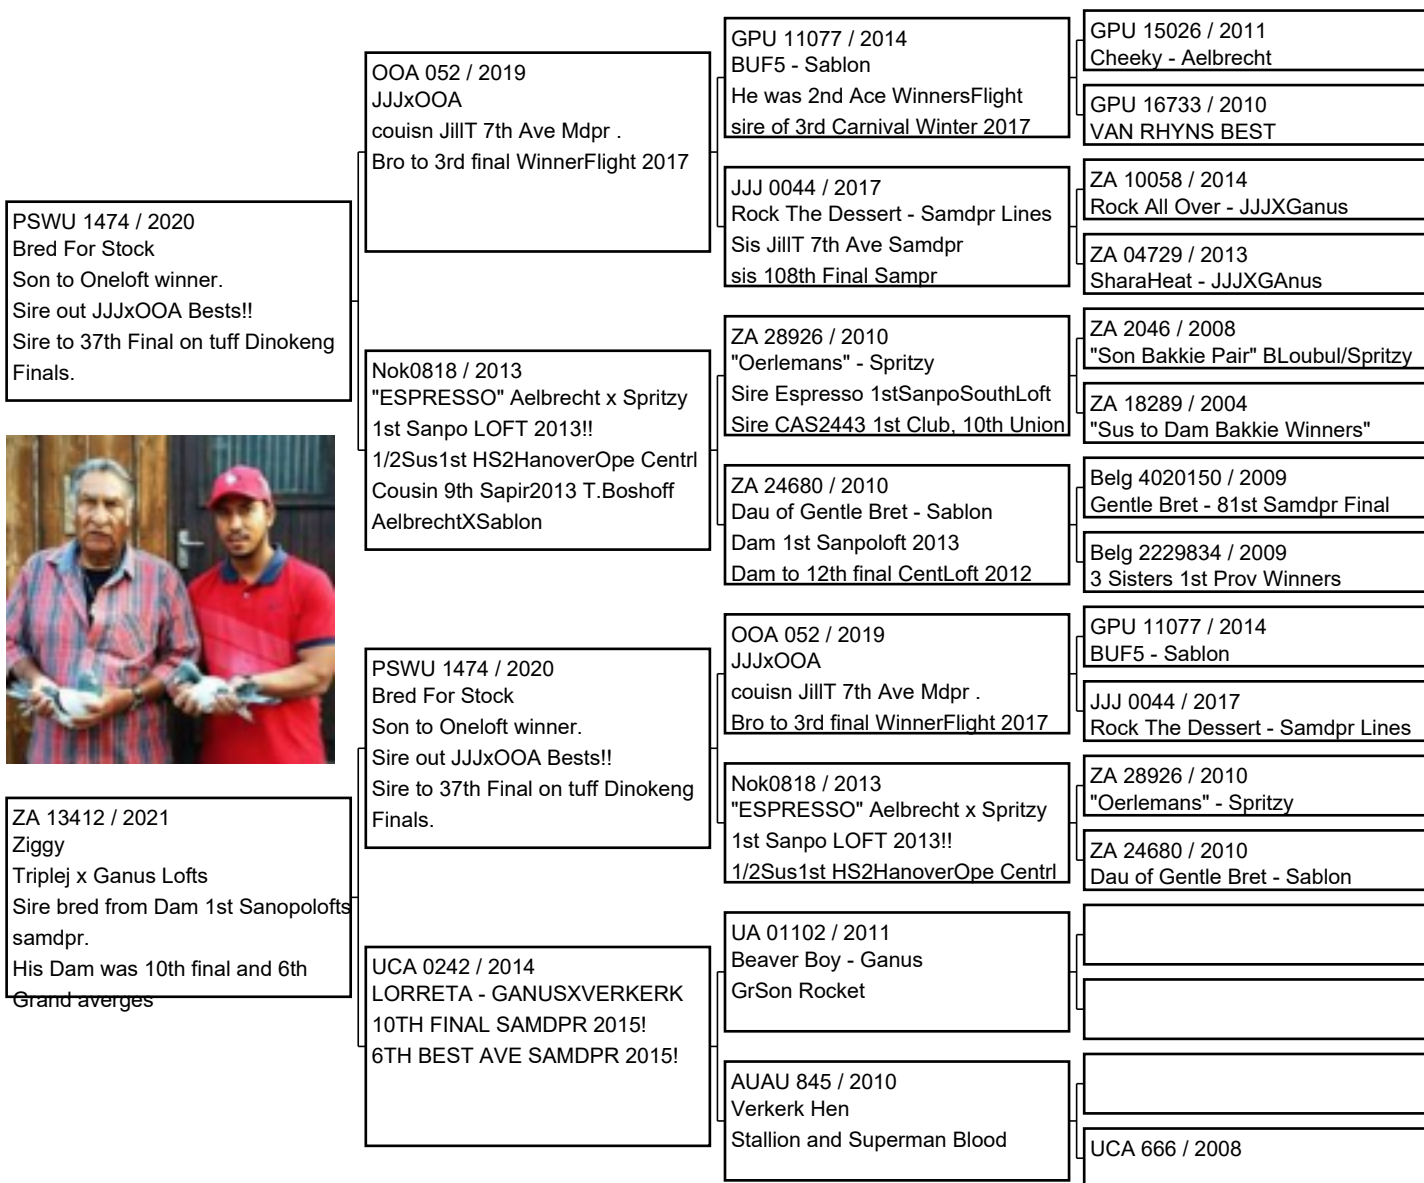 PSWU 1474 / 2020
Bred For Stock
Son to Oneloft winner.
Sire out JJJxOOA Bests!!
Sire to 37th Final on tuff Dinokeng
Finals.
ZA 13412 / 2021
Ziggy
Triplej x Ganus Lofts
Sire bred from Dam 1st Sanopolofts
samdpr.
His Dam was 10th final and 6th
Grand averges
OOA 052 / 2019
JJJxOOA
couisn JillT 7th Ave Mdpr .
Bro to 3rd final WinnerFlight 2017
Nok0818 / 2013
"ESPRESSO" Aelbrecht x Spritzy
1st Sanpo LOFT 2013!!
1/2Sus1st HS2HanoverOpe Centrl
Cousin 9th Sapir2013 T.Boshoff
AelbrechtXSablon
PSWU 1474 / 2020
Bred For Stock
Son to Oneloft winner.
Sire out JJJxOOA Bests!!
Sire to 37th Final on tuff Dinokeng
Finals.
UCA 0242 / 2014
LORRETA - GANUSXVERKERK
10TH FINAL SAMDPR 2015!
6TH BEST AVE SAMDPR 2015!
GPU 11077 / 2014
BUF5 - Sablon
He was 2nd Ace WinnersFlight
sire of 3rd Carnival Winter 2017
JJJ 0044 / 2017
Rock The Dessert - Samdpr Lines
Sis JillT 7th Ave Samdpr
sis 108th Final Sampr
ZA 28926 / 2010
"Oerlemans" - Spritzy
Sire Espresso 1stSanpoSouthLoft
Sire CAS2443 1st Club, 10th Union
ZA 24680 / 2010
Dau of Gentle Bret - Sablon
Dam 1st Sanpoloft 2013
Dam to 12th final CentLoft 2012
OOA 052 / 2019
JJJxOOA
couisn JillT 7th Ave Mdpr .
Bro to 3rd final WinnerFlight 2017
Nok0818 / 2013
"ESPRESSO" Aelbrecht x Spritzy
1st Sanpo LOFT 2013!!
1/2Sus1st HS2HanoverOpe Centrl
UA 01102 / 2011
Beaver Boy - Ganus
GrSon Rocket
AUAU 845 / 2010
Verkerk Hen
Stallion and Superman Blood
GPU 15026 / 2011
Cheeky - Aelbrecht
GPU 16733 / 2010
VAN RHYNS BEST
ZA 10058 / 2014
Rock All Over - JJJXGanus
ZA 04729 / 2013
SharaHeat - JJJXGAnus
ZA 2046 / 2008
"Son Bakkie Pair" BLoubul/Spritzy
ZA 18289 / 2004
"Sus to Dam Bakkie Winners"
Belg 4020150 / 2009
Gentle Bret - 81st Samdpr Final
Belg 2229834 / 2009
3 Sisters 1st Prov Winners
GPU 11077 / 2014
BUF5 - Sablon
JJJ 0044 / 2017
Rock The Dessert - Samdpr Lines
ZA 28926 / 2010
"Oerlemans" - Spritzy
ZA 24680 / 2010
Dau of Gentle Bret - Sablon
UCA 666 / 2008